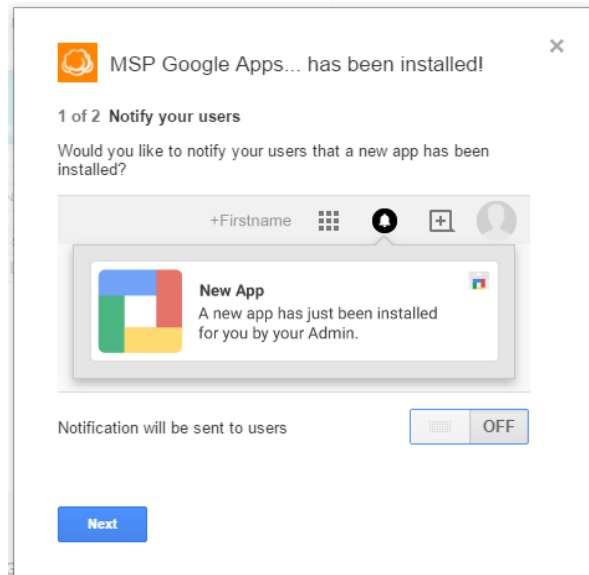 MSP Google Apps... has been installed!
1 of 2 Notify your users
Would you like to notify your users that a new app has been
installed?
+Firstname
New App
A new app has just been installed
for you by your Admin.
Notification will be sent to users
OFF
Next